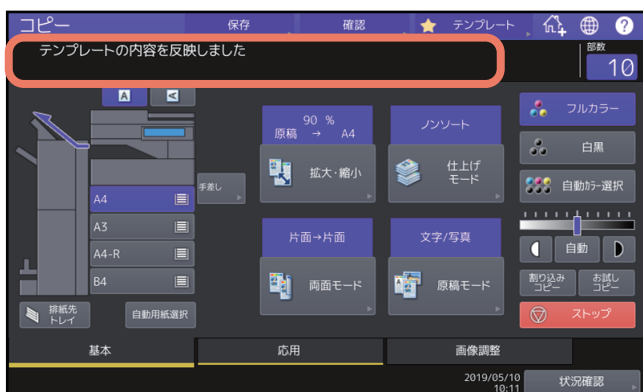 コピー
保存
確認
テンプレート
?
テンプレートの内容を反映しました
部数
10
A
A
90 %
原稿 → A4
ノンソート
フルカラー
拡大・縮小
仕上げ
モード
白黒
手差し
自動カラー選択
A4
A3
A4-R
B4
片面→片面
文字/写真
自動
両面モード
原稿モード
割り込み
コピー
お試し
コピー
排紙先
トレイ
自動用紙選択
ストップ
基本
応用
画像調整
2019/05/10
10:11
状況確認